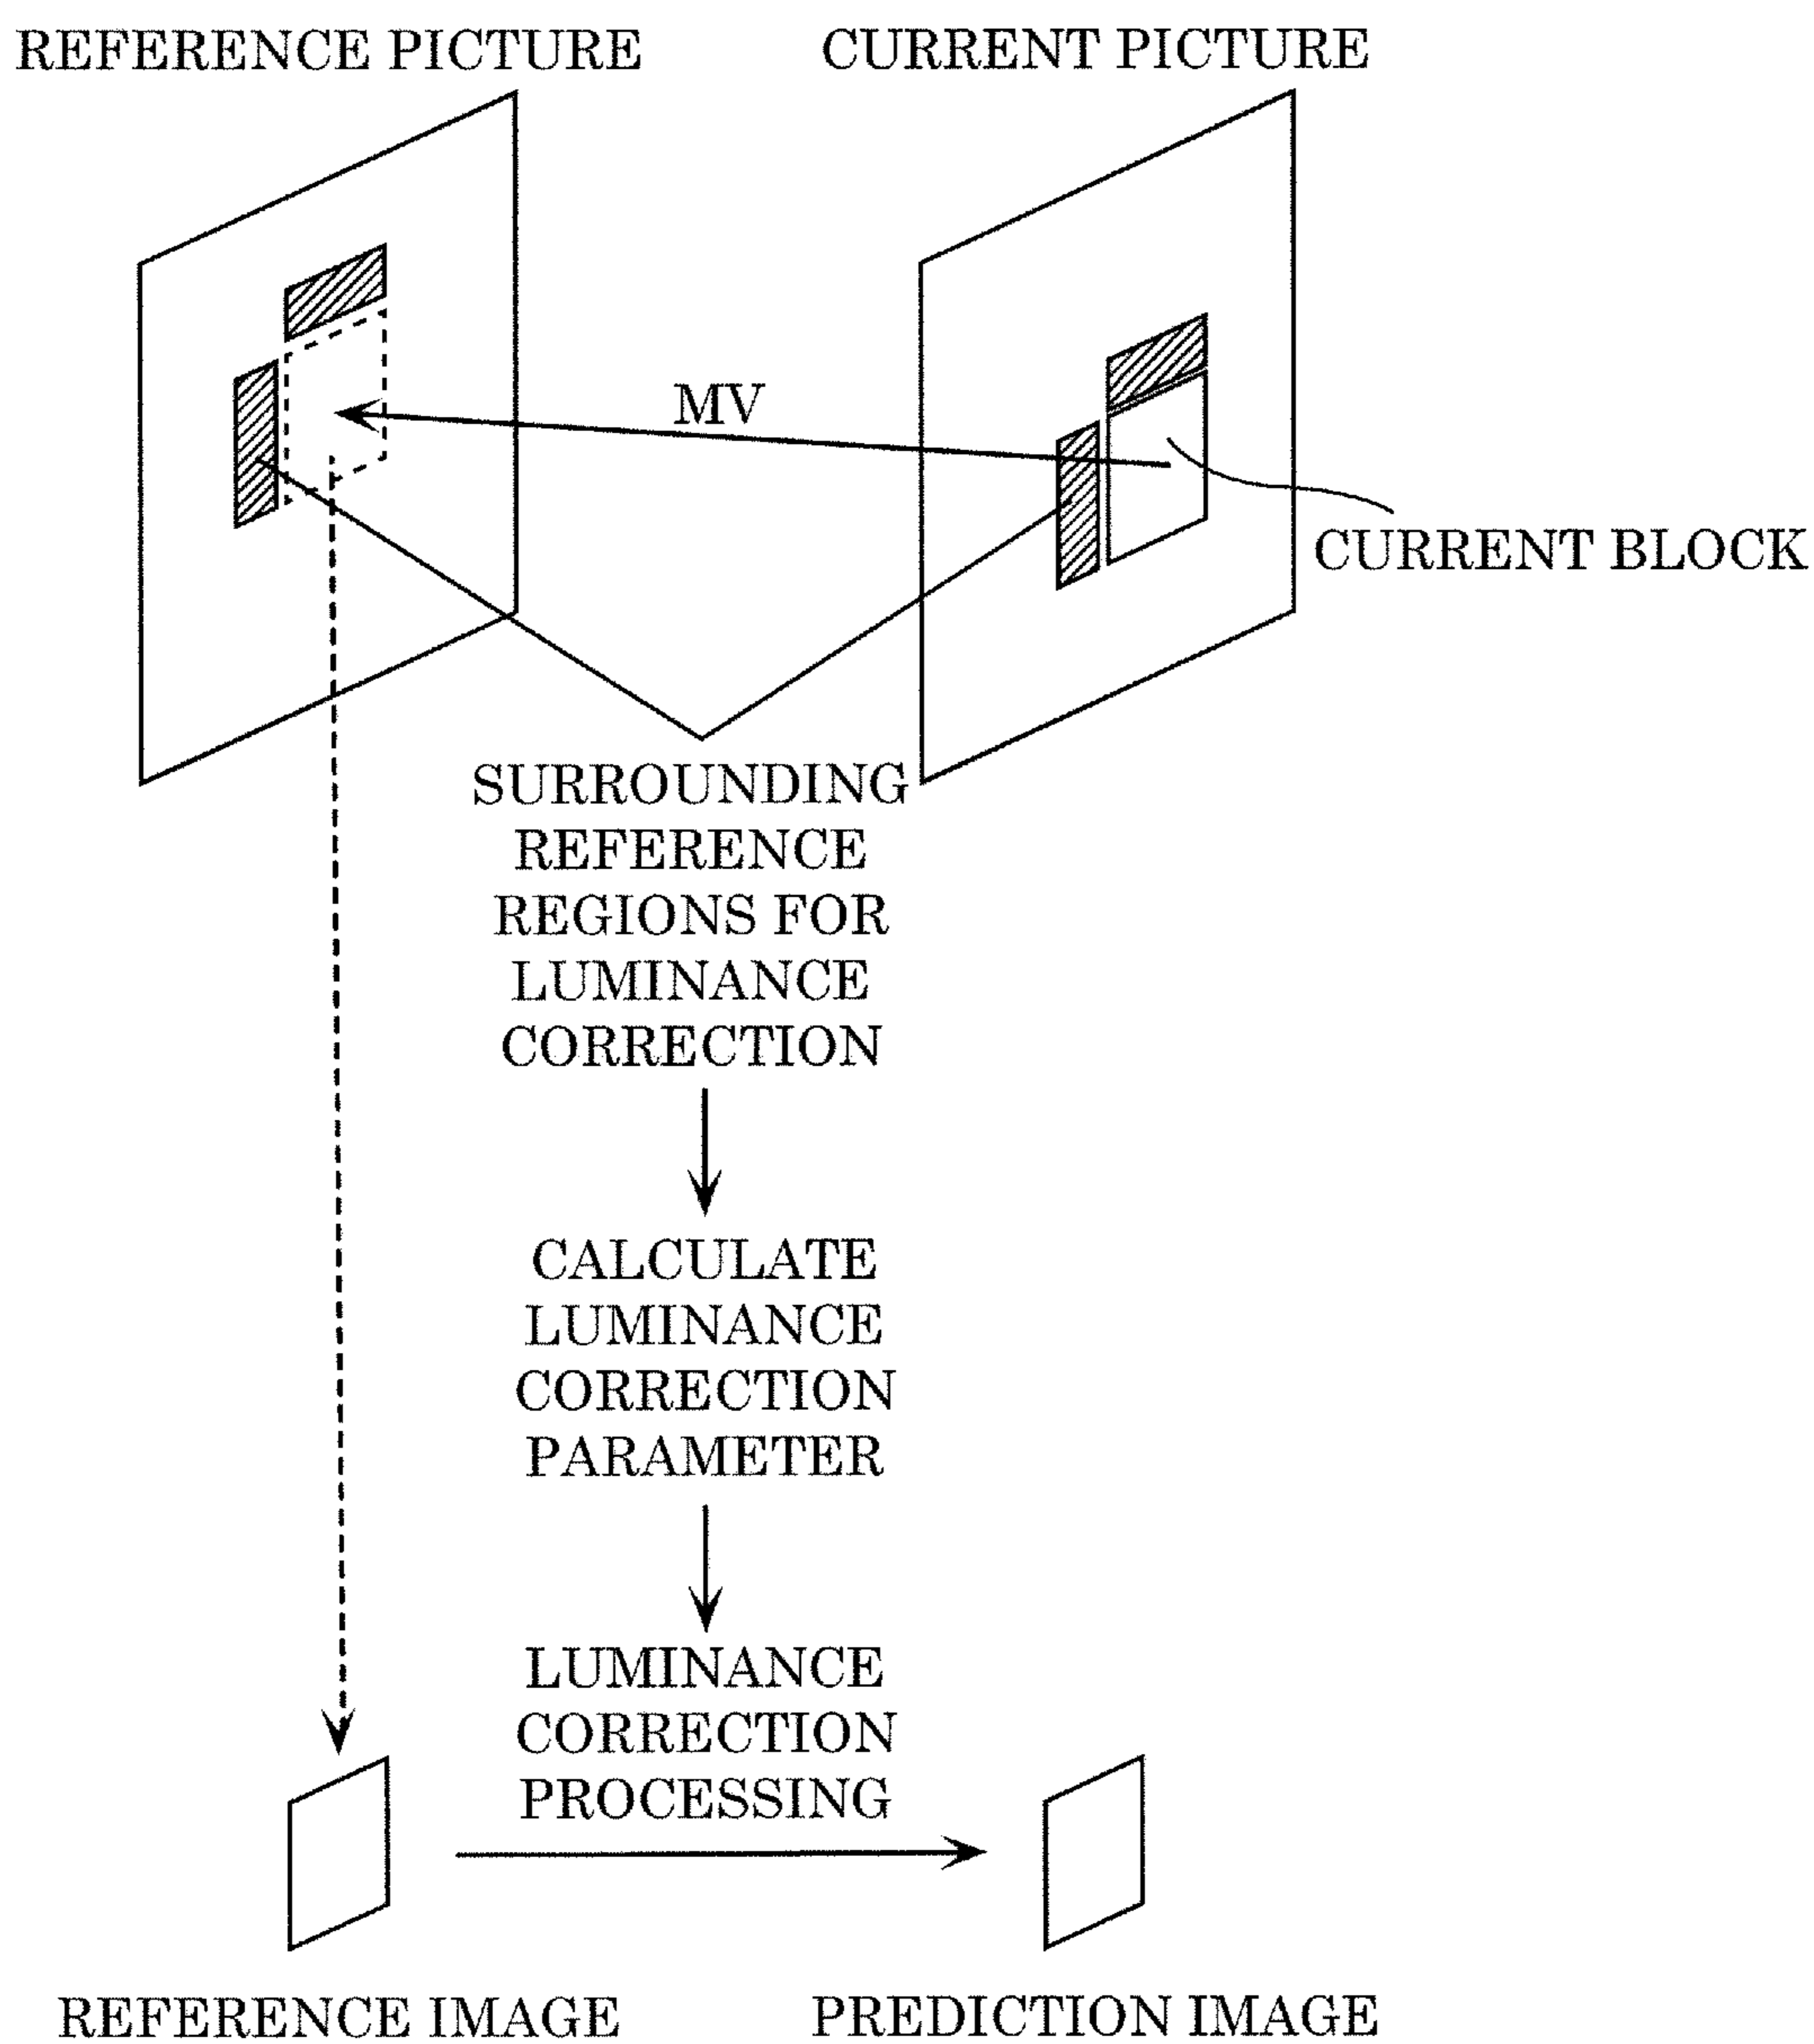 REFERENCE PICTURE
CURRENT PICTURE
MV
CURRENT BLOCK
SURROUNDING
REFERENCE
REGIONS FOR
LUMINANCE
CORRECTION
CALCULATE
LUMINANCE
CORRECTION
PARAMETER
LUMINANCE
CORRECTION
PROCESSING
REFERENCE IMAGE
PREDICTION IMAGE